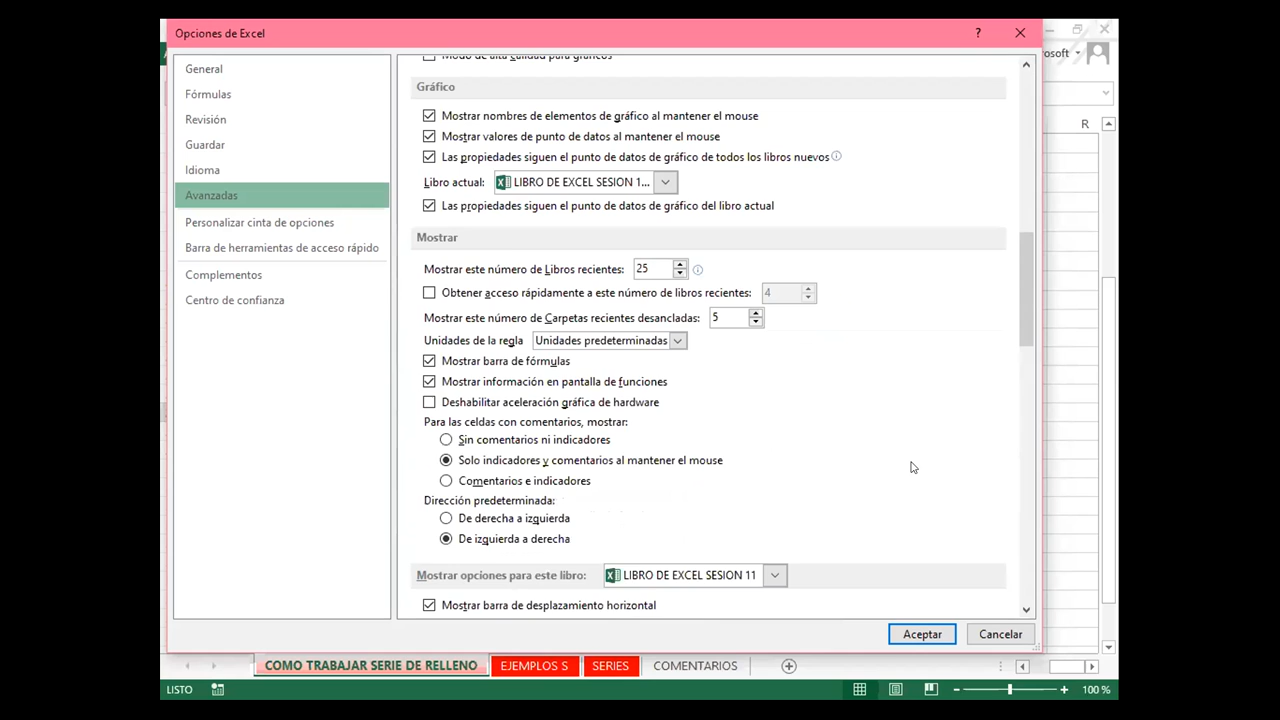 Opciones de Excel
?
rosoft
General
Fórmulas
Revisión
Guardar
Idioma
Avanzadas
Personalizar cinta de opciones
Barra de herramientas de acceso rápido
Complementos
Centro de confianza
Modo de alta calidad para gráficos
Gráfico
Mostrar nombres de elementos de gráfico al mantener el mouse
Mostrar valores de punto de datos al mantener el mouse
Las propiedades siguen el punto de datos de gráfico de todos los libros nuevos
Libro actual: LIBRO DE EXCEL SESION 1...
Las propiedades siguen el punto de datos de gráfico del libro actual
Mostrar
Mostrar este número de Libros recientes: 25
Obtener acceso rápidamente a este número de libros recientes: 4
Mostrar este número de Carpetas recientes desancladas: 5
Unidades de la regla Unidades predeterminadas
Mostrar barra de fórmulas
Mostrar información en pantalla de funciones
Deshabilitar aceleración gráfica de hardware
Para las celdas con comentarios, mostrar:
Sin comentarios ni indicadores
Solo indicadores y comentarios al mantener el mouse
Comentarios e indicadores
Dirección predeterminada:
De derecha a izquierda
De izquierda a derecha
Mostrar opciones para este libro: LIBRO DE EXCEL SESION 11
Mostrar barra de desplazamiento horizontal
Aceptar Cancelar
R
COMO TRABAJAR SERIE DE RELLENO EJEMPLOS S SERIES COMENTARIOS
LISTO 100 %